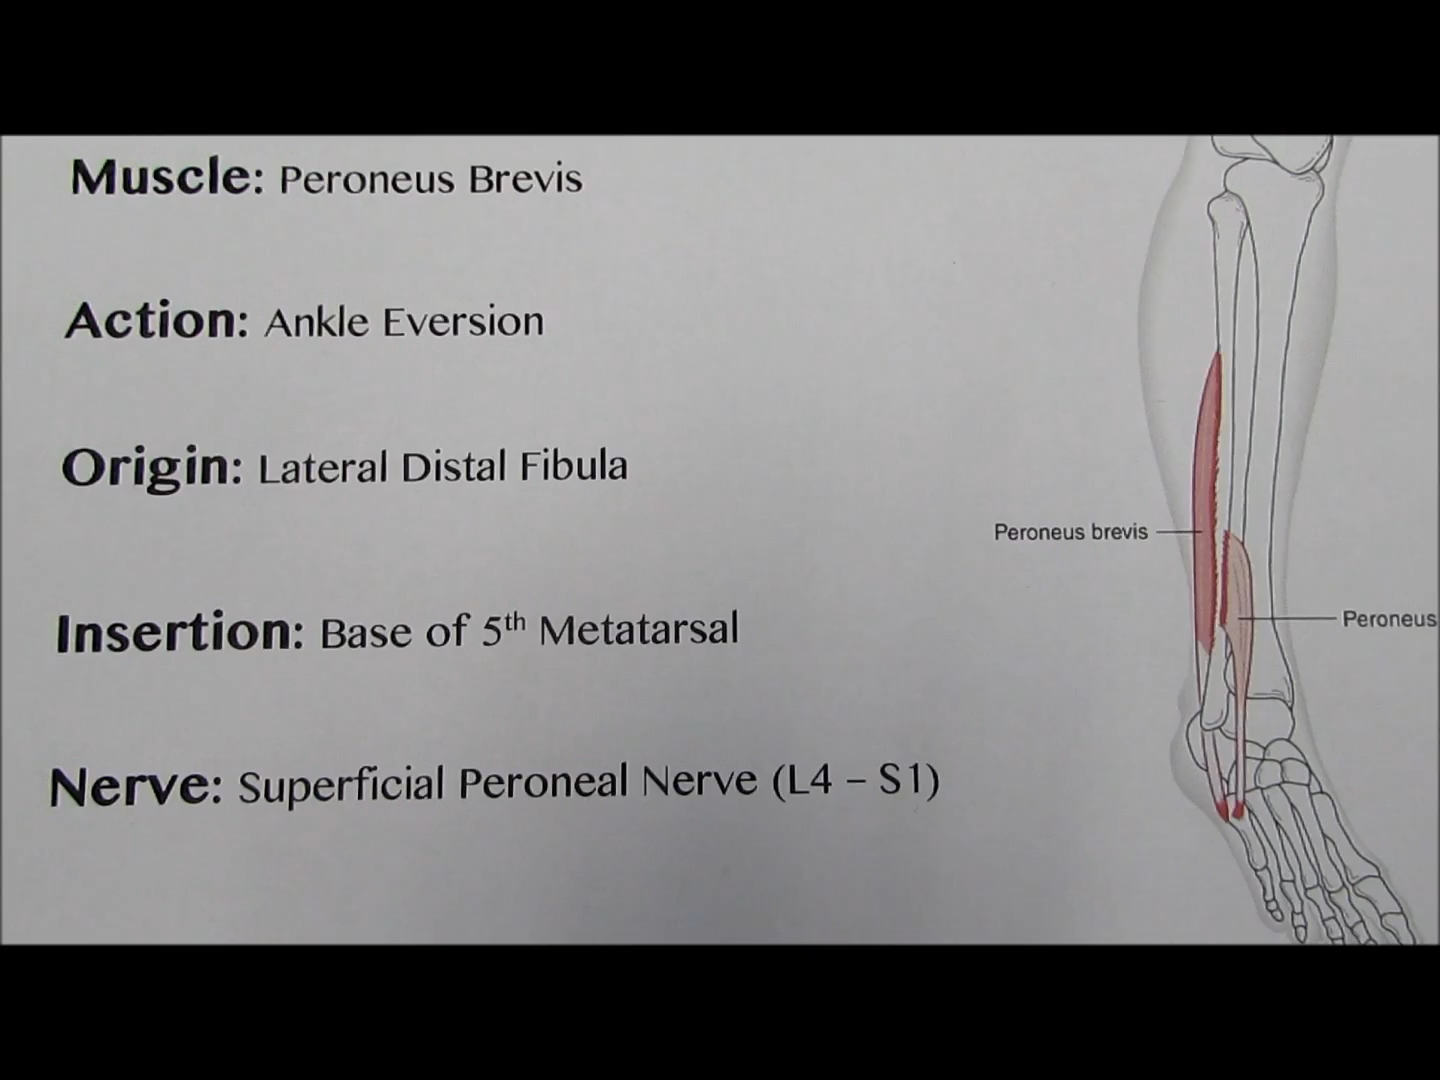 Muscle: Peroneus Brevis
Action: Ankle Eversion
Origin: Lateral Distal Fibula
Peroneus brevis
Insertion: Base of 5th Metatarsal
Peroneus
Nerve: Superficial Peroneal Nerve (L4 – S1)